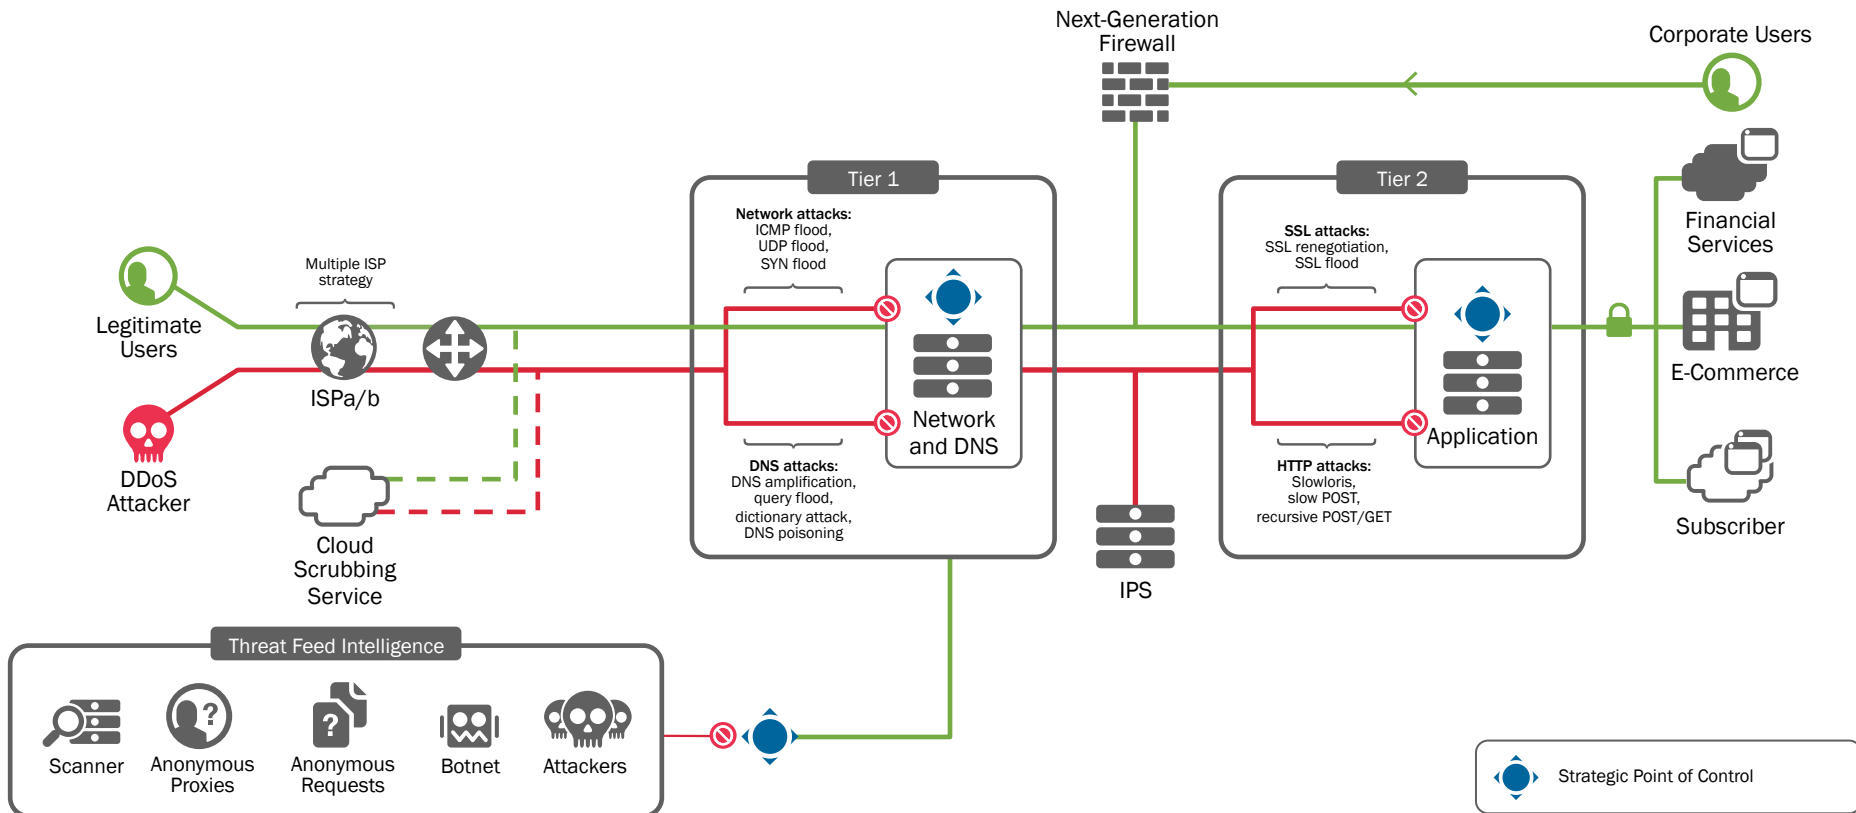 Next-Generation
Firewall
Corporate Users
Tier 1
Tier 2
Network attacks:
ICMP flood,
UDP flood,
SYN flood
SSL attacks:
SSL renegotiation,
SSL flood
Financial
Services
Multiple ISP
strategy
Legitimate
Users
ISPa/b
E-Commerce
Network
and DNS
Application
DDoS
Attacker
DNS attacks:
DNS amplification,
query flood,
dictionary attack,
DNS poisoning
HTTP attacks:
Slowloris,
slow POST,
recursive POST/GET
Subscriber
Cloud
Scrubbing
Service
IPS
Threat Feed Intelligence
?
?
Scanner
Anonymous
Proxies
Anonymous
Requests
Botnet
Attackers
Strategic Point of Control